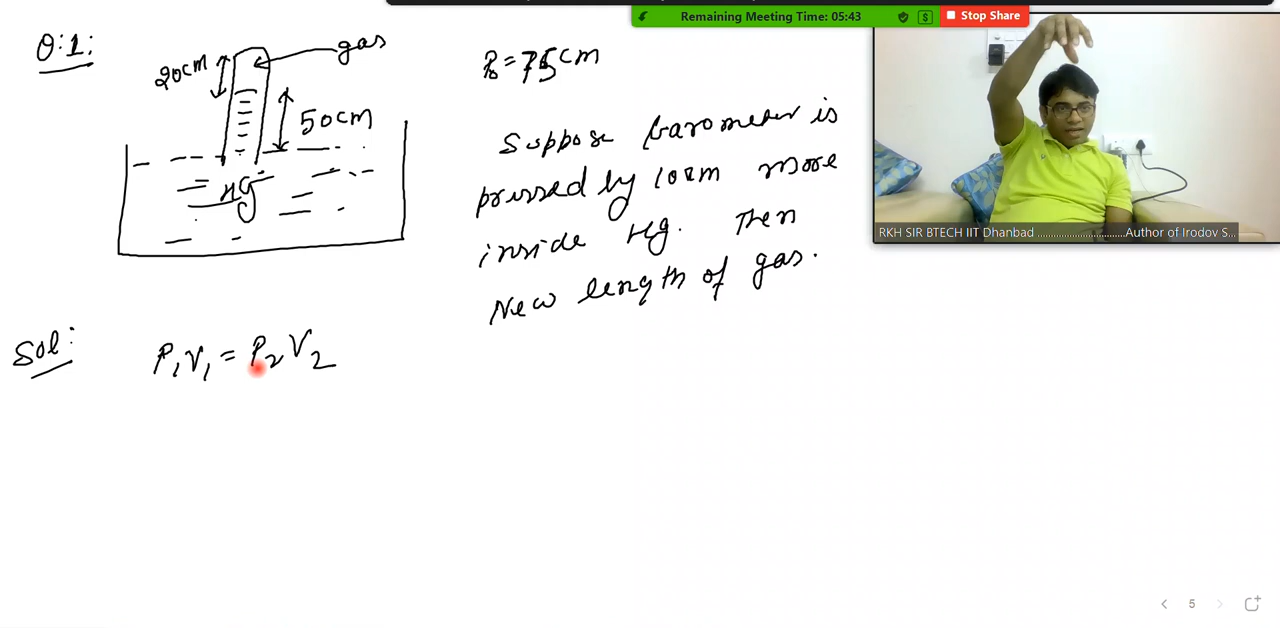 Remaining Meeting Time: 05:43
Stop Share
Q:1:
20cm
gas
50cm
Hg
P₀ = 75 cm
Suppose barometer is
pressed by 10cm more
inside Hg. Then
New length of gas.
RKH SIR BTECH IIT Dhanbad ..............................Author of Irodov S...
Sol:
P₁V₁ = P₂V₂
5